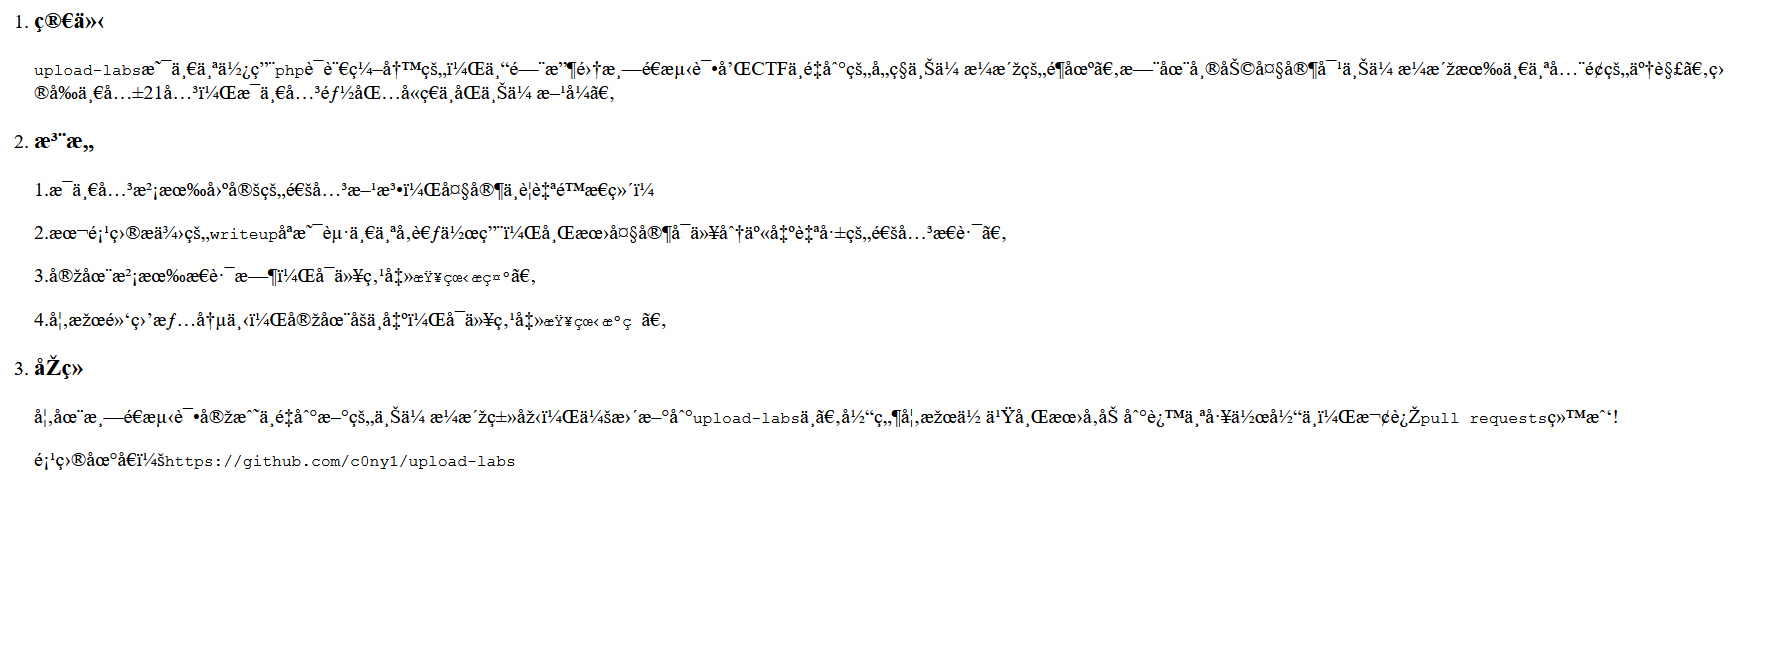 1. ç®€ä»‹
upload-labsæ˜¯ä¸€ä¸ªä½¿ç”¨phpè¯­è¨€ç¼–å†™çš„ï¼Œä¸“é—¨æ”¶é›†æ¸—é€æµ‹è¯•å’ŒCTFä¸­é‡åˆ°çš„å„ç§ä¸Šä¼ æ¼æ´žçš„é¶åœºã€‚æ—¨åœ¨å¸®åŠ©å¤§å®¶å¯¹ä¸Šä¼ æ¼æ´žæœ‰ä¸€ä¸ªå…¨é¢çš„äº†è§£ã€‚ç›
®å‰ä¸€å…±21å…³ï¼Œæ¯ä¸€å…³éƒ½åŒ…å«ç€ä¸åŒä¸Šä¼ æ–¹å¼ã€‚
2. æ³¨æ„
1.æ¯ä¸€å…³æ²¡æœ‰å›ºå®šçš„é€šå…³æ–¹æ³•ï¼Œå¤§å®¶ä¸è¦è‡ªé™æ€ç»´ï¼
2.æœ¬é¡¹ç›®æä¾›çš„writeupåªæ˜¯èµ·ä¸€ä¸ªå‚è€ƒä½œç”¨ï¼Œå¸Œæœ›å¤§å®¶å¯ä»¥åˆ†äº«å‡ºè‡ªå·±çš„é€šå…³æ€è·¯ã€‚
3.å®žåœ¨æ²¡æœ‰æ€è·¯æ—¶ï¼Œå¯ä»¥ç‚¹å‡»æŸ¥çœ‹æç¤ºã€‚
4.å¦‚æžœé»‘ç›’æƒ…å†µä¸‹ï¼Œå®žåœ¨åšä¸å‡ºï¼Œå¯ä»¥ç‚¹å‡»æŸ¥çœ‹æºç ã€‚
3. åŽç»­
å¦‚åœ¨æ¸—é€æµ‹è¯•å®žæˆ˜ä¸­é‡åˆ°æ–°çš„ä¸Šä¼ æ¼æ´žç±»åž‹ï¼Œä¼šæ›´æ–°åˆ°upload-labsä¸­ã€‚å½“ç„¶å¦‚æžœä½ ä¹Ÿå¸Œæœ›å‚åŠ åˆ°è¿™ä¸ªå·¥ä½œå½“ä¸­ï¼Œæ¬¢è¿Žpull requestsç»™æˆ‘!
é¡¹ç›®åœ°å€ï¼šhttps://github.com/c0ny1/upload-labs